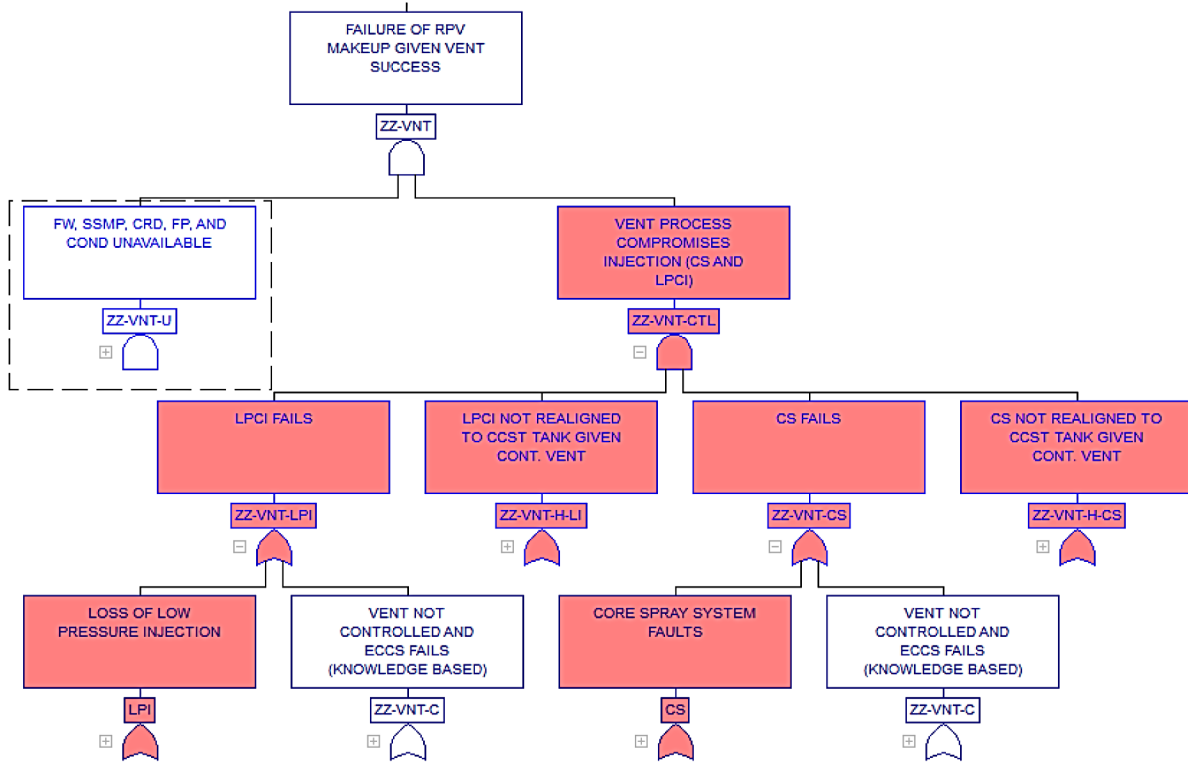 FAILURE OF RPV
MAKEUP GIVEN VENT
SUCCESS
ZZ-VNT
FW, SSMP, CRD, FP, AND
COND UNAVAILABLE
ZZ-VNT-U
VENT PROCESS
COMPROMISES
INJECTION (CS AND
LPCI)
ZZ-VNT-CTL
LPCI FAILS
ZZ-VNT-LPI
LPCI NOT REALIGNED
TO CCST TANK GIVEN
CONT. VENT
ZZ-VNT-H-LI
CS FAILS
ZZ-VNT-CS
CS NOT REALIGNED TO
CCST TANK GIVEN
CONT. VENT
ZZ-VNT-H-CS
LOSS OF LOW
PRESSURE INJECTION
LPI
VENT NOT
CONTROLLED AND
ECCS FAILS
(KNOWLEDGE BASED)
ZZ-VNT-C
CORE SPRAY SYSTEM
FAULTS
CS
VENT NOT
CONTROLLED AND
ECCS FAILS
(KNOWLEDGE BASED)
ZZ-VNT-C